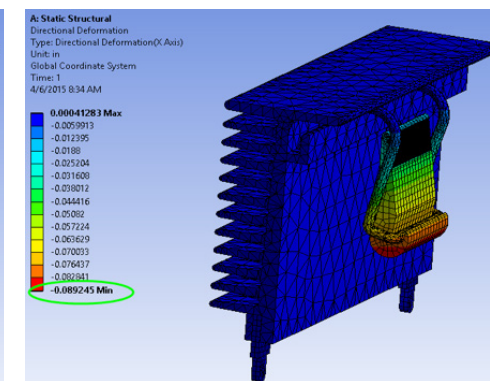 A: Static Structural
Directional Deformation
Type: Directional Deformation(X Axis)
Unit: in
Global Coordinate System
Time: 1
4/6/2015 8:34 AM
0.00041283 Max
-0.0059913
-0.012395
-0.0188
-0.025204
-0.031608
-0.038012
-0.044416
-0.05082
-0.057224
-0.063629
-0.070033
-0.076437
-0.082841
-0.089245 Min